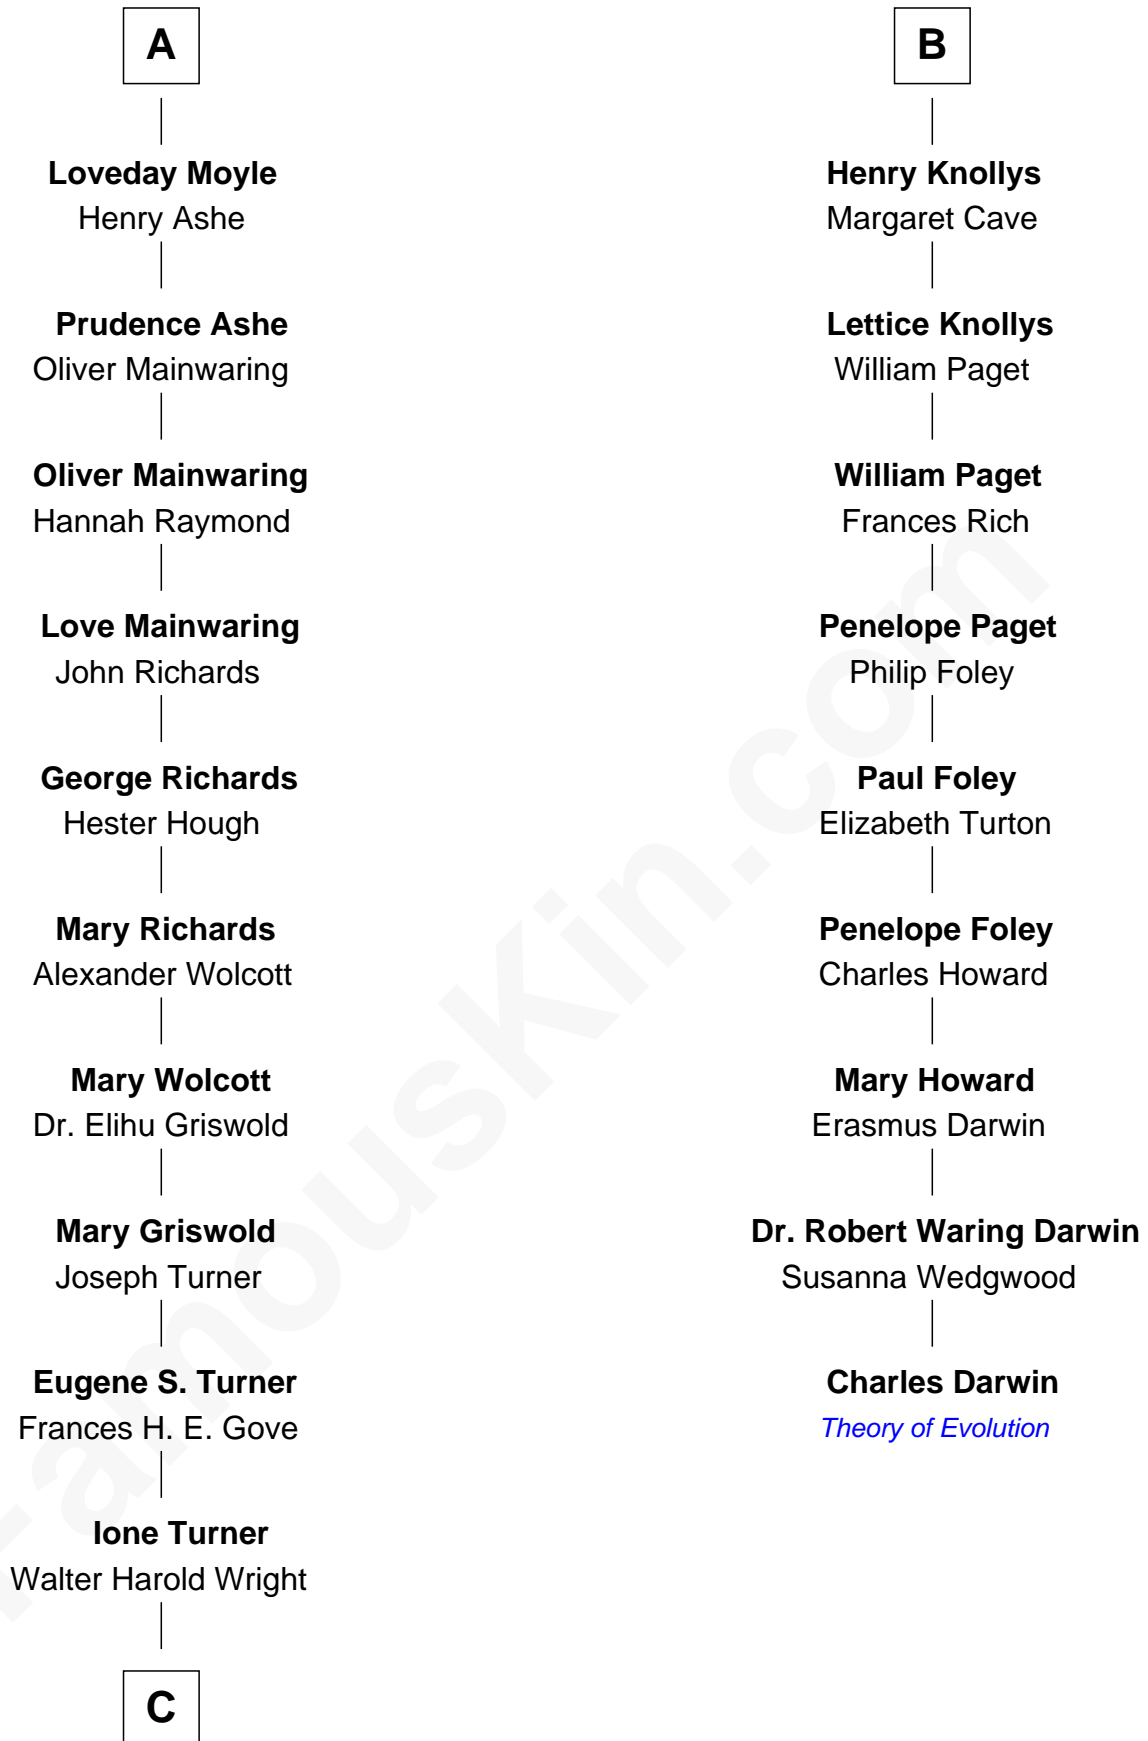 A
Loveday Moyle
Henry Ashe
Prudence Ashe
Oliver Mainwaring
Oliver Mainwaring
Hannah Raymond
Love Mainwaring
John Richards
George Richards
Hester Hough
Mary Richards
Alexander Wolcott
Mary Wolcott
Dr. Elihu Griswold
Mary Griswold
Joseph Turner
Eugene S. Turner
Frances H. E. Gove
Ione Turner
Walter Harold Wright
C
B
Henry Knollys
Margaret Cave
Lettice Knollys
William Paget
William Paget
Frances Rich
Penelope Paget
Philip Foley
Paul Foley
Elizabeth Turton
Penelope Foley
Charles Howard
Mary Howard
Erasmus Darwin
Dr. Robert Waring Darwin
Susanna Wedgwood
Charles Darwin
Theory of Evolution
FamousKin.com